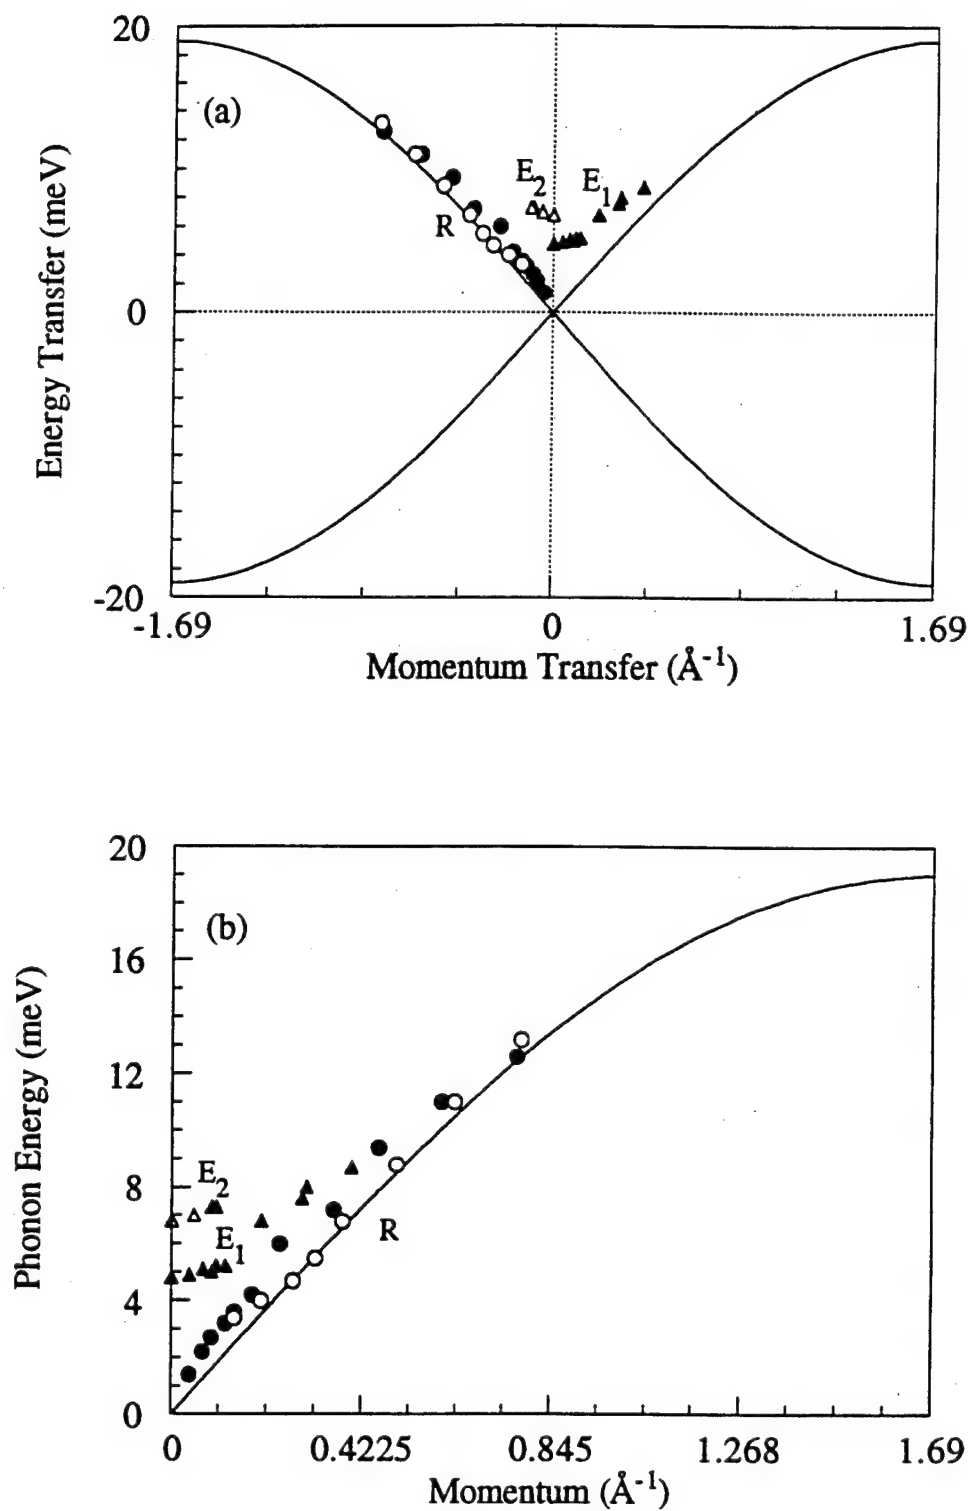 20
(a)
E2
E1
R
0
-20
-1.69
0
1.69
Energy Transfer (meV)
Momentum Transfer (Å-1)
20
(b)
16
12
8
E2
E1
R
4
0
0
0.4225
0.845
1.268
1.69
Phonon Energy (meV)
Momentum (Å-1)